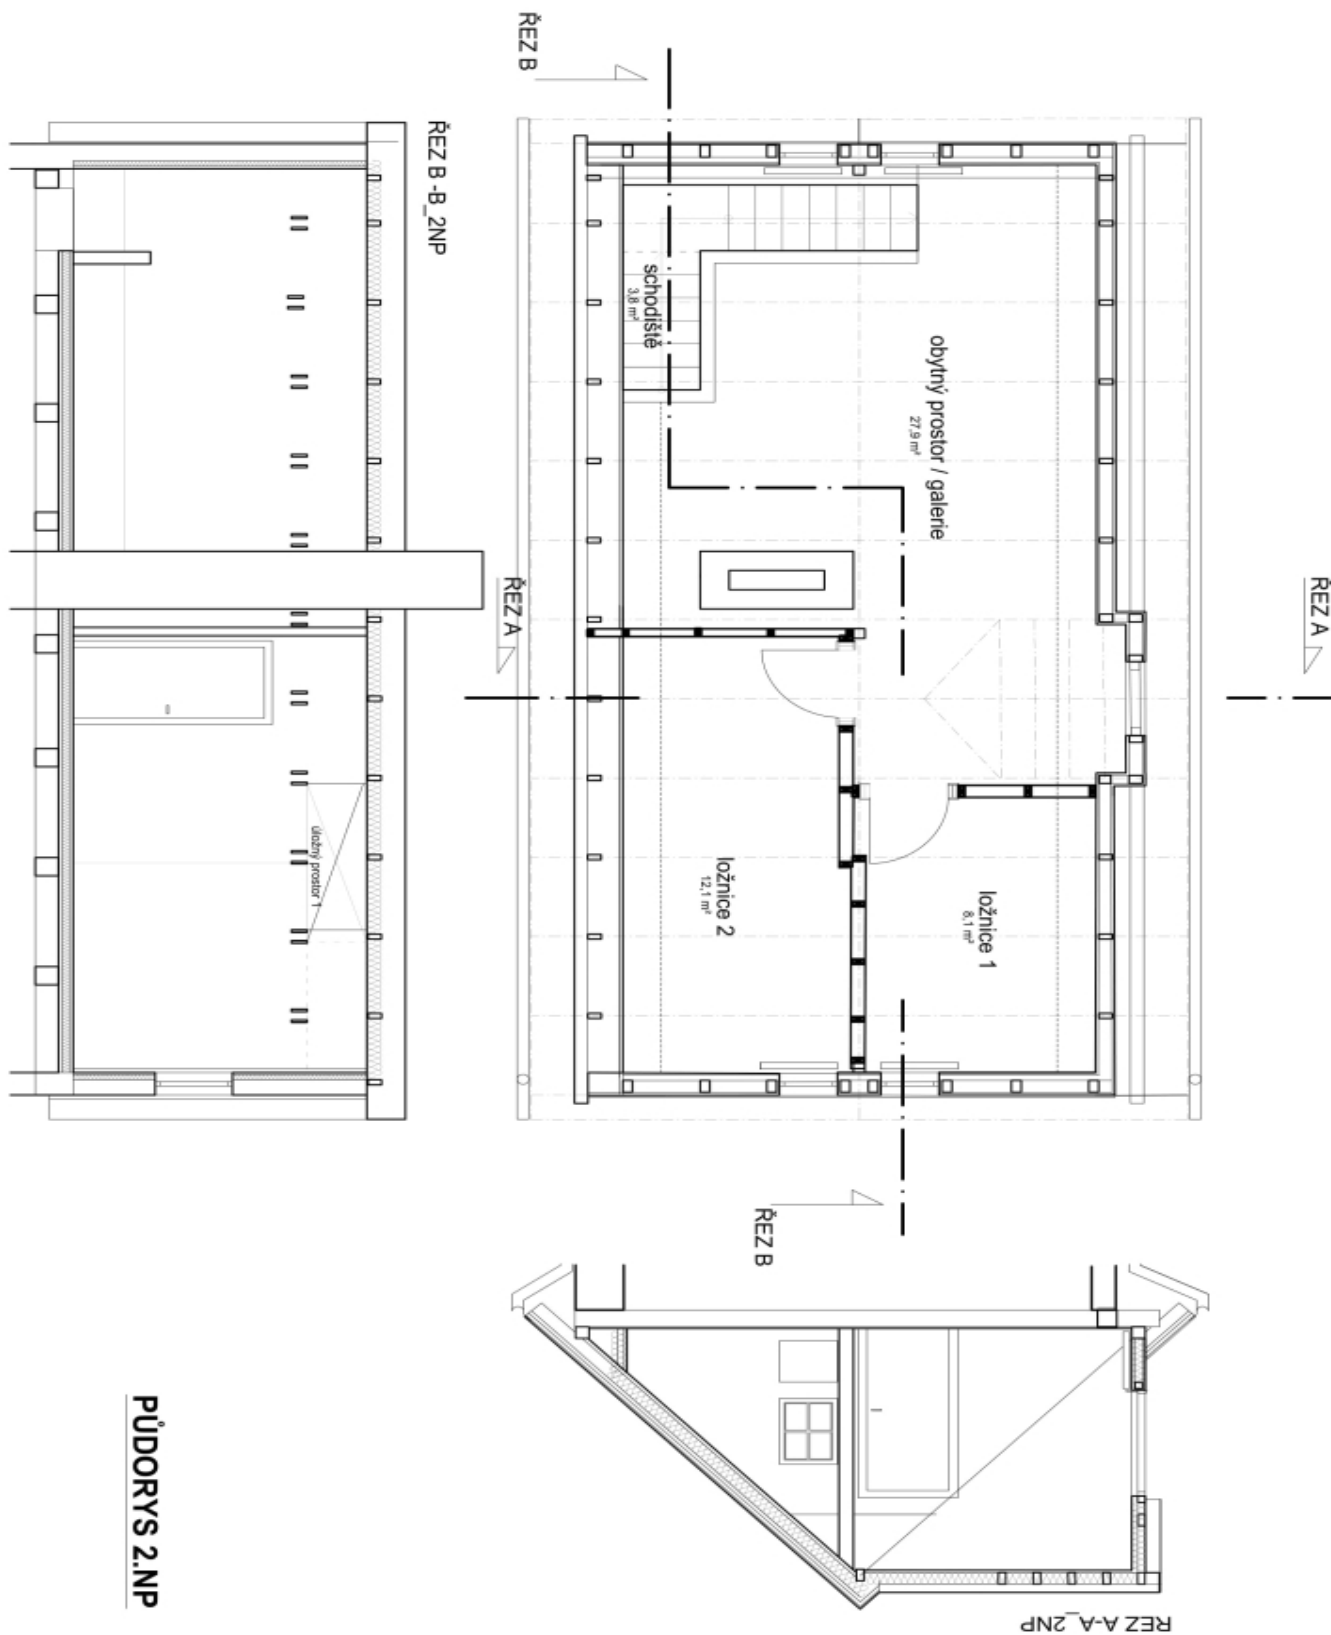 ŘEZ B
ŘEZ B -B_2NP
schodiště
3,8 m²
obytný prostor / galerie
27,9 m²
ŘEZ A
ŘEZ A
úložný prostor 1
ložnice 2
12,1 m²
ložnice 1
8,1 m²
ŘEZ B
PŮDORYS 2.NP
ŘEZ A-A_2NP